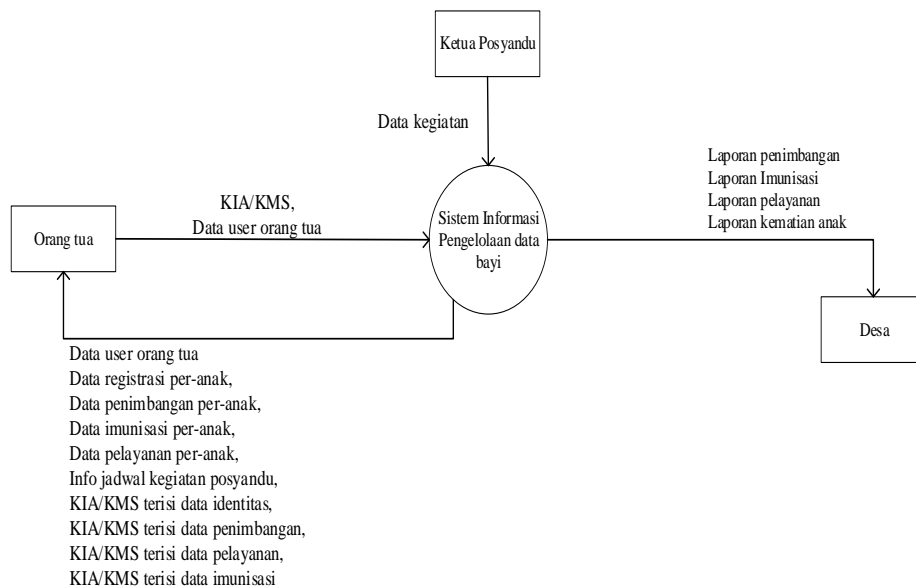 Ketua Posyandu
Data kegiatan
Laporan penimbangan
Laporan Imunisasi
Laporan pelayanan
Laporan kematian anak
KIA/KMS,
Data user orang tua
Orang tua
Sistem Informasi
Pengelolaan data
bayi
Desa
Data user orang tua
Data registrasi per-anak,
Data penimbangan per-anak,
Data imunisasi per-anak,
Data pelayanan per-anak,
Info jadwal kegiatan posyandu,
KIA/KMS terisi data identitas,
KIA/KMS terisi data penimbangan,
KIA/KMS terisi data pelayanan,
KIA/KMS terisi data imunisasi